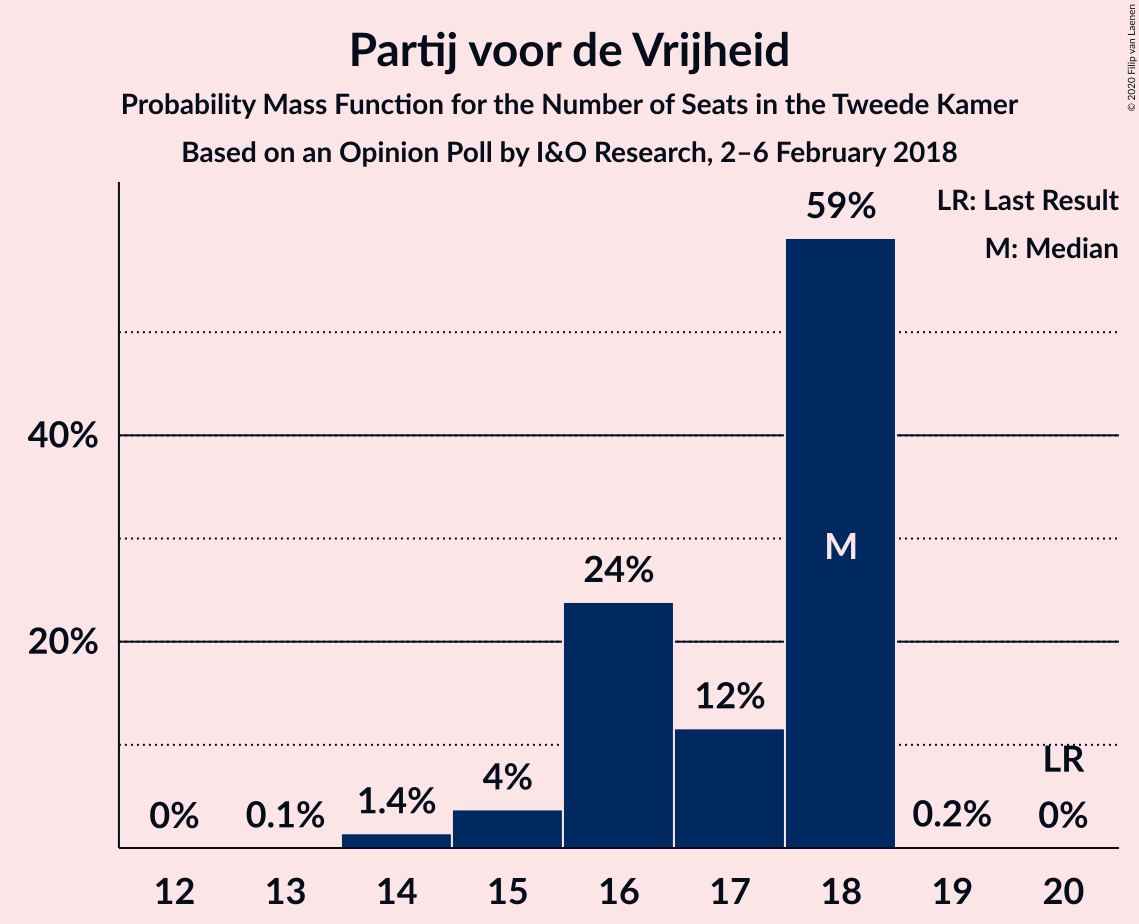 Partij voor de Vrijheid
Probability Mass Function for the Number of Seats in the Tweede Kamer
Based on an Opinion Poll by I&O Research, 2–6 February 2018
© 2020 Filip van Laenen
LR: Last Result
M: Median
59%
40%
M
24%
20%
12%
LR
4%
1.4%
0%
0.1%
0.2%
0%
12 13 14 15 16 17 18 19 20